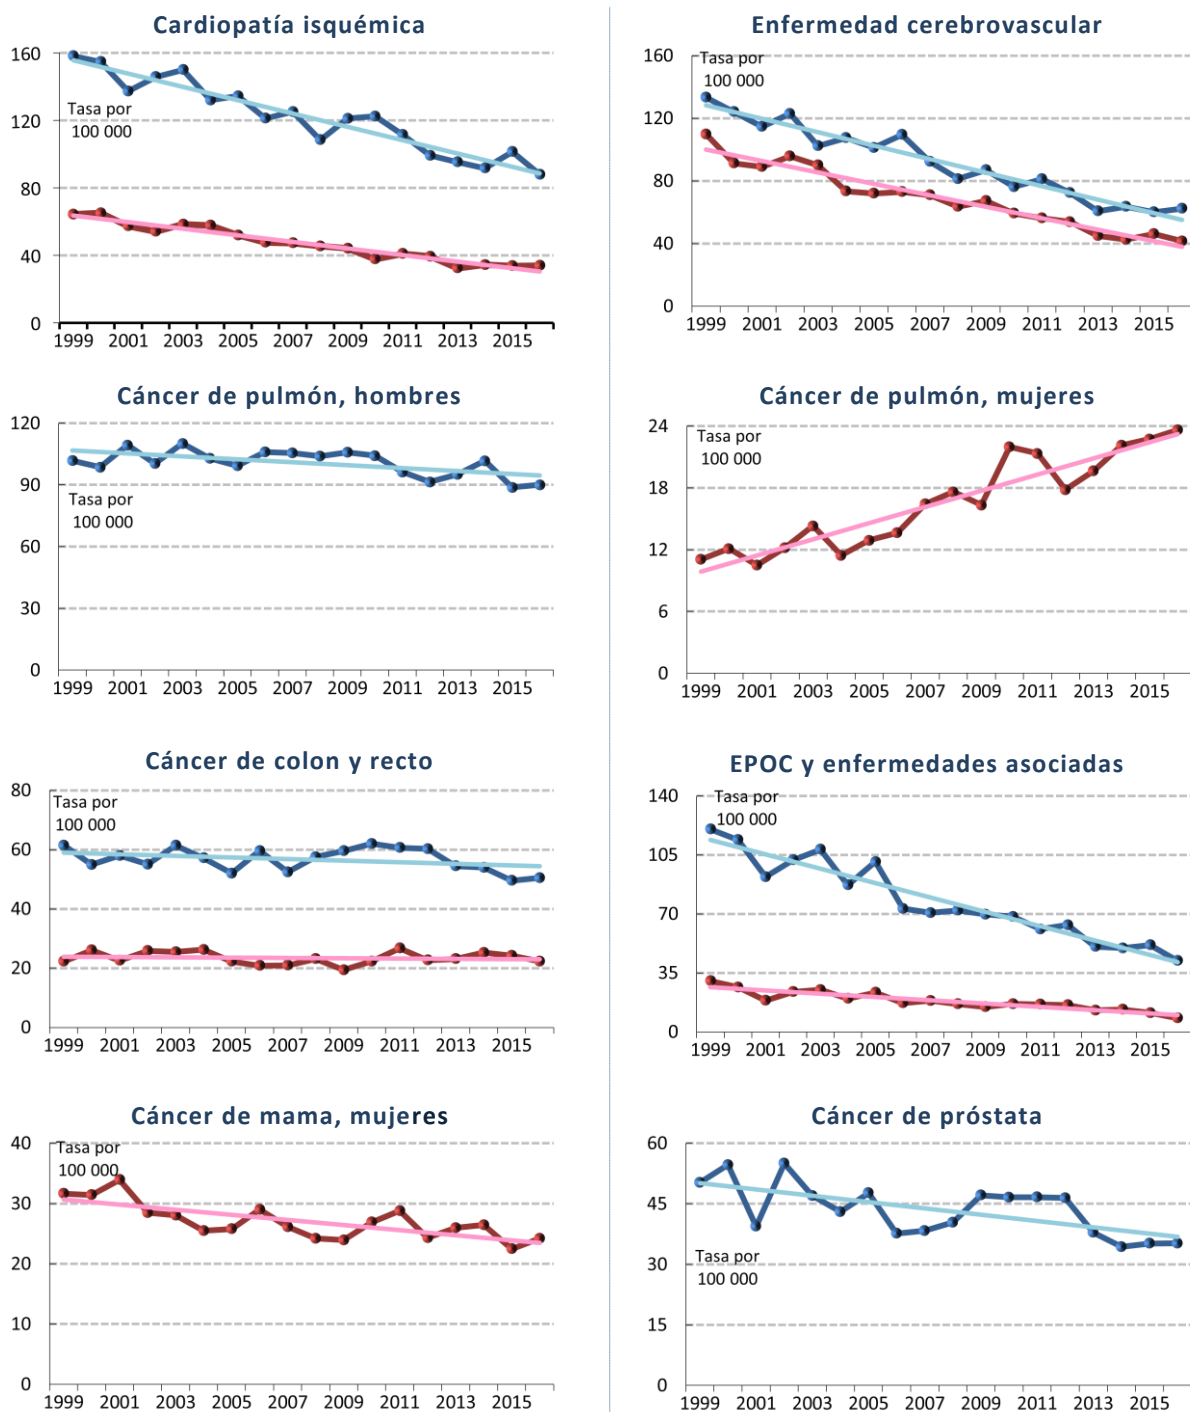 Cardiopatía isquémica
160
Tasa por
100 000
120
80
40
0
1999 2001 2003 2005 2007 2009 2011 2013 2015
Enfermedad cerebrovascular
160
Tasa por
100 000
120
80
40
0
1999 2001 2003 2005 2007 2009 2011 2013 2015
Cáncer de pulmón, hombres
120
90
Tasa por
100 000
60
30
0
1999 2001 2003 2005 2007 2009 2011 2013 2015
Cáncer de pulmón, mujeres
24
Tasa por
100 000
18
12
6
0
1999 2001 2003 2005 2007 2009 2011 2013 2015
Cáncer de colon y recto
80
Tasa por
100 000
60
40
20
0
1999 2001 2003 2005 2007 2009 2011 2013 2015
EPOC y enfermedades asociadas
140
Tasa por
100 000
105
70
35
0
1999 2001 2003 2005 2007 2009 2011 2013 2015
Cáncer de mama, mujeres
40
Tasa por
100 000
30
20
10
0
1999 2001 2003 2005 2007 2009 2011 2013 2015
Cáncer de próstata
60
45
Tasa por
100 000
30
15
0
1999 2001 2003 2005 2007 2009 2011 2013 2015